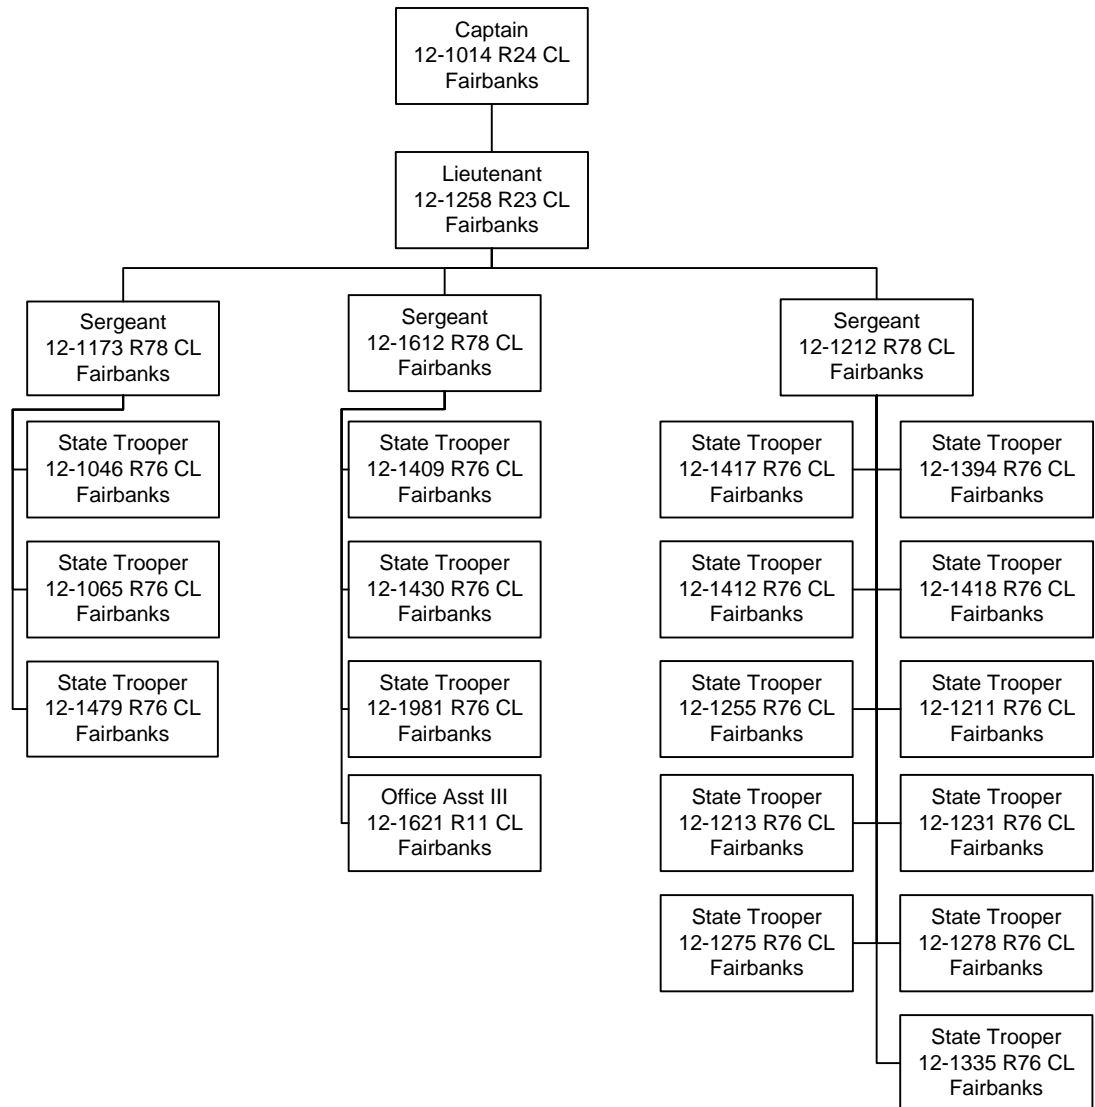 Captain
12-1014 R24 CL
Fairbanks
Lieutenant
12-1258 R23 CL
Fairbanks
Sergeant
12-1173 R78 CL
Fairbanks
Sergeant
12-1612 R78 CL
Fairbanks
Sergeant
12-1212 R78 CL
Fairbanks
State Trooper
12-1046 R76 CL
Fairbanks
State Trooper
12-1065 R76 CL
Fairbanks
State Trooper
12-1479 R76 CL
Fairbanks
State Trooper
12-1409 R76 CL
Fairbanks
State Trooper
12-1430 R76 CL
Fairbanks
State Trooper
12-1981 R76 CL
Fairbanks
Office Asst III
12-1621 R11 CL
Fairbanks
State Trooper
12-1417 R76 CL
Fairbanks
State Trooper
12-1394 R76 CL
Fairbanks
State Trooper
12-1412 R76 CL
Fairbanks
State Trooper
12-1418 R76 CL
Fairbanks
State Trooper
12-1255 R76 CL
Fairbanks
State Trooper
12-1211 R76 CL
Fairbanks
State Trooper
12-1213 R76 CL
Fairbanks
State Trooper
12-1231 R76 CL
Fairbanks
State Trooper
12-1275 R76 CL
Fairbanks
State Trooper
12-1278 R76 CL
Fairbanks
State Trooper
12-1335 R76 CL
Fairbanks